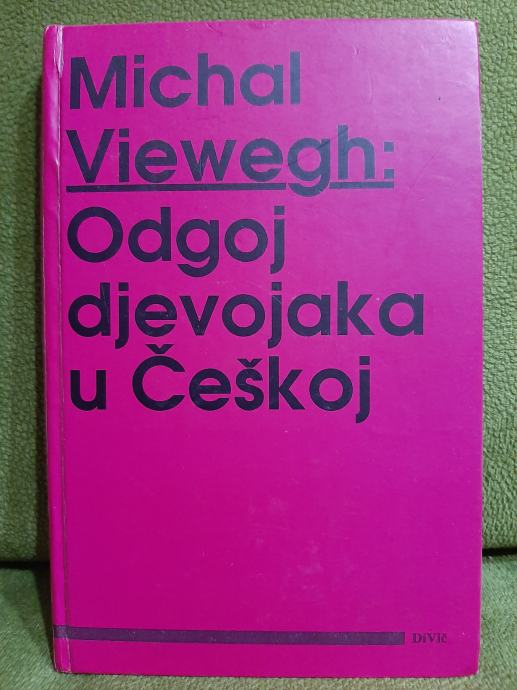 Michal
Viewegh:
Odgoj
djevojaka
u Češkoj
DiVič